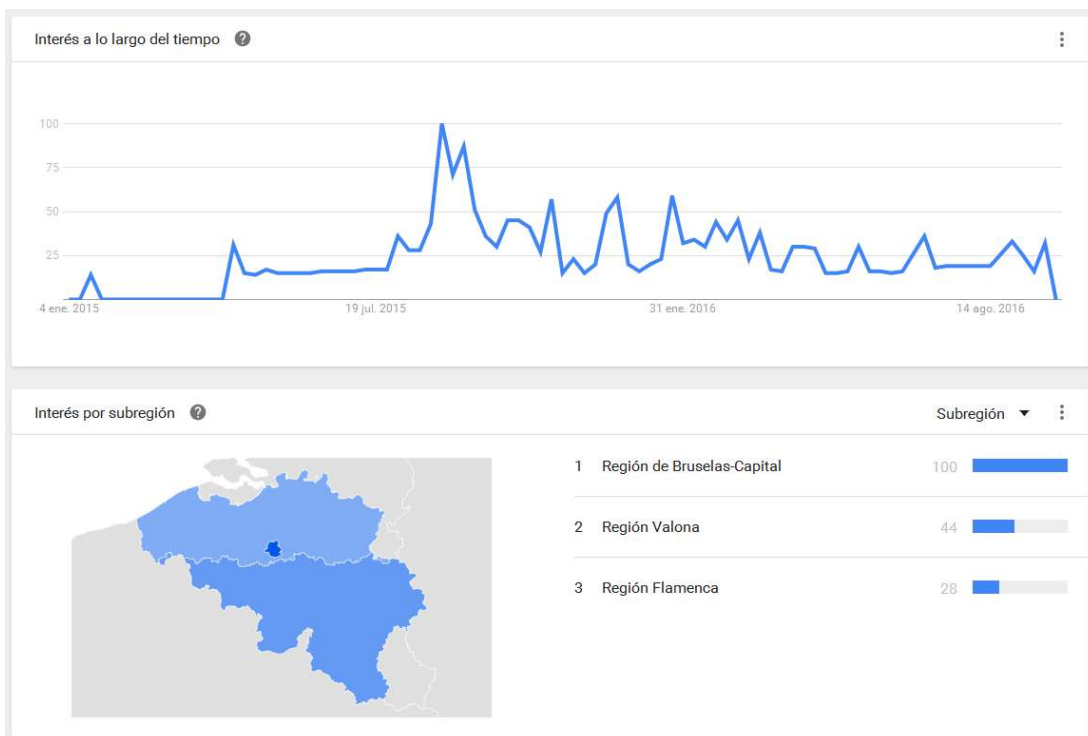 Interés a lo largo del tiempo ?
100
75
50
25
4 ene. 2015 19 jul. 2015 31 ene. 2016 14 ago. 2016
Interés por subregión ? Subregión
1 Región de Bruselas-Capital 100
2 Región Valona 44
3 Región Flamenca 28